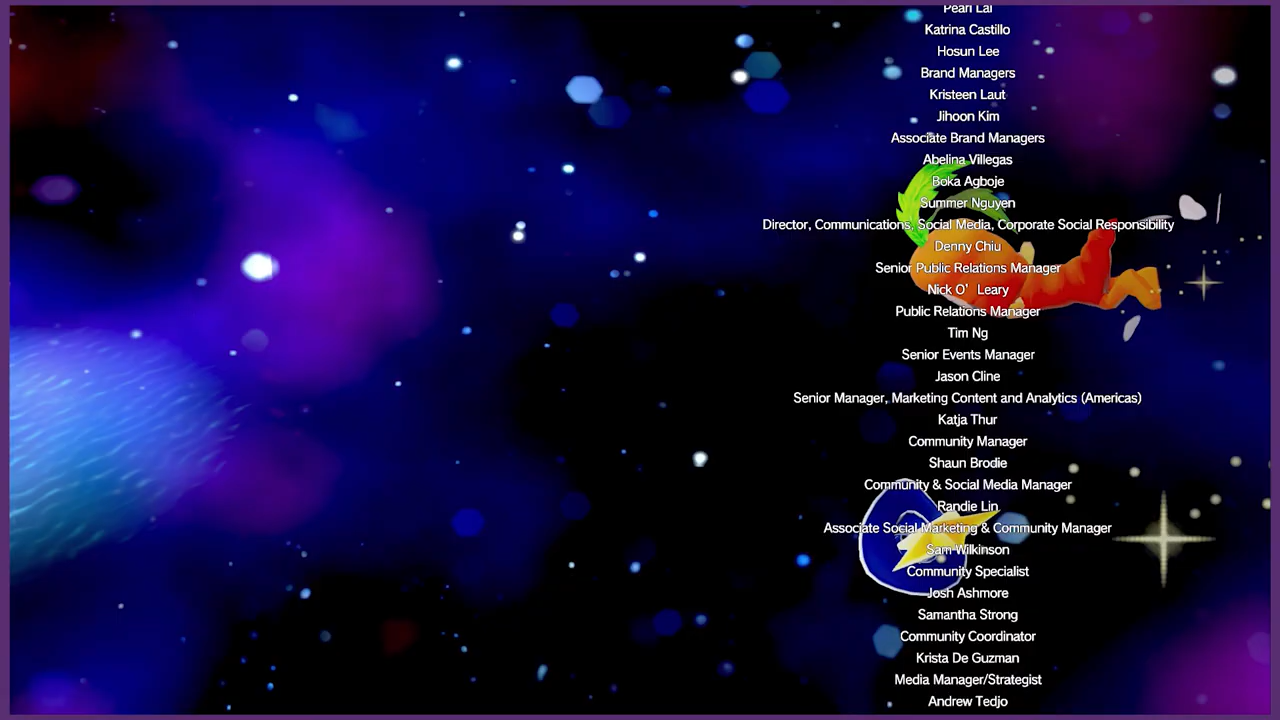 Pearl Lai
Katrina Castillo
Hosun Lee
Brand Managers
Kristeen Laut
Jihoon Kim
Associate Brand Managers
Abelina Villegas
Boka Agboje
Summer Nguyen
Director, Communications, Social Media, Corporate Social Responsibility
Denny Chiu
Senior Public Relations Manager
Nick O’Leary
Public Relations Manager
Tim Ng
Senior Events Manager
Jason Cline
Senior Manager, Marketing Content and Analytics (Americas)
Katja Thur
Community Manager
Shaun Brodie
Community & Social Media Manager
Randie Lin
Associate Social Marketing & Community Manager
Sam Wilkinson
Community Specialist
Josh Ashmore
Samantha Strong
Community Coordinator
Krista De Guzman
Media Manager/Strategist
Andrew Tedjo